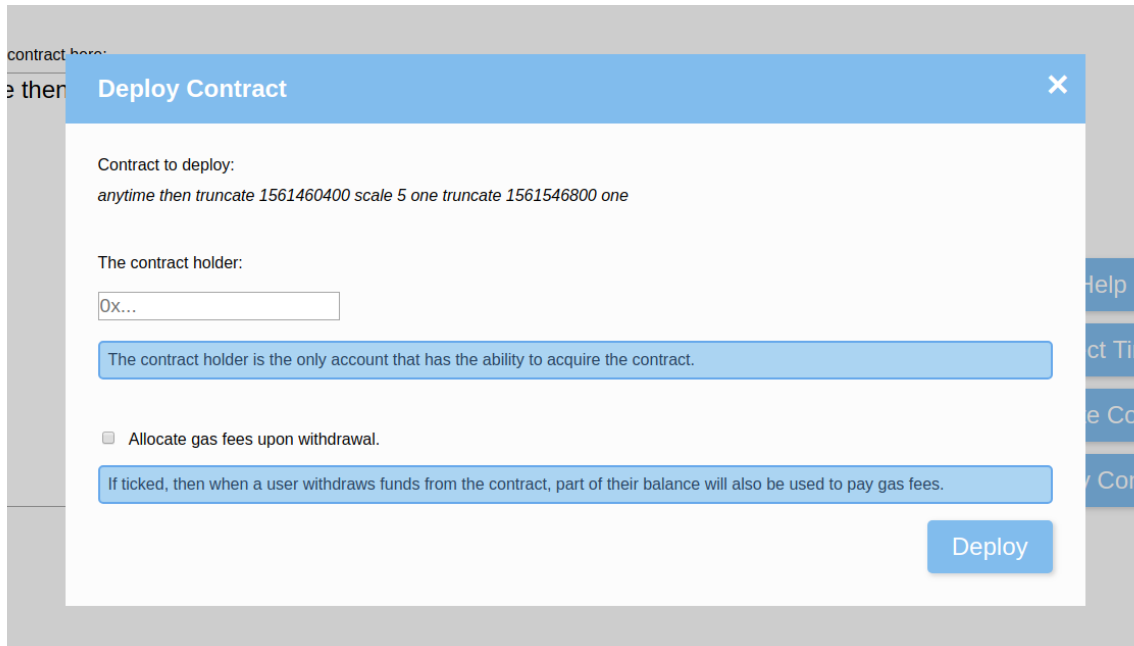 contract here:
e then
Deploy Contract
×
Contract to deploy:
anytime then truncate 1561460400 scale 5 one truncate 1561546800 one
The contract holder:
0x...
The contract holder is the only account that has the ability to acquire the contract.
Allocate gas fees upon withdrawal.
If ticked, then when a user withdraws funds from the contract, part of their balance will also be used to pay gas fees.
Deploy
Help
ct Ti
e Co
y Con